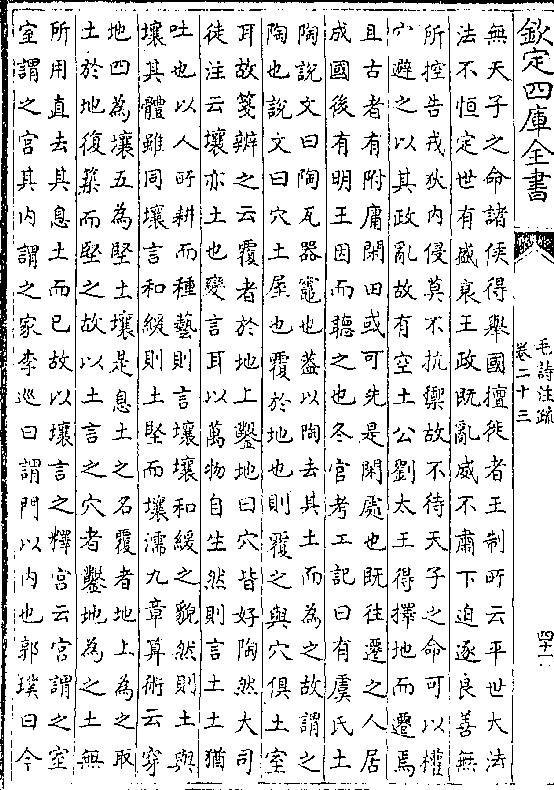 欽定四庫全書
毛詩注疏
卷二十三
四十一
無天子之命諸侯得舉國擅徙者王制所云平世大法
法不恒定世有盛衰王政既亂威不肅下迫逐良善無
所控告戎狄內侵莫不抗禦故不待天子之命可以權
宀避之以其政亂故有空土公劉太王得擇地而遷焉
且古者有附庸閑田或可先是閑處也既往遷之人居
成國後有明王因而聽之也冬官考工記曰有虞氏土
陶說文曰陶瓦器竈也葢以陶去其土而為之故謂之
陶也說文曰穴土屋也覆於地也則覆之與穴俱土室
耳故箋辨之云覆者於地上鑿地曰穴皆好陶然大司
徒注云壤亦土也變言耳以萬物自生然則言土土猶
吐也以人所耕而種藝則言壤壤和緩之貌然則土與
壤其體雖同壤言和緩則土堅而壤濡九章算術云穿
地四為壤五為堅土壤是息土之名覆者地上為之取
土於地復築而堅之故以土言之穴者鑿地為之土無
所用直去其息土而已故以壤言之釋宮云宮謂之室
室謂之宮其內謂之家李巡曰謂門以內也郭璞曰今